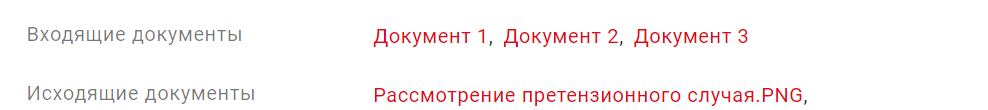 Входящие документы Документ 1, Документ 2, Документ 3
Исходящие документы Рассмотрение претензионного случая.PNG,